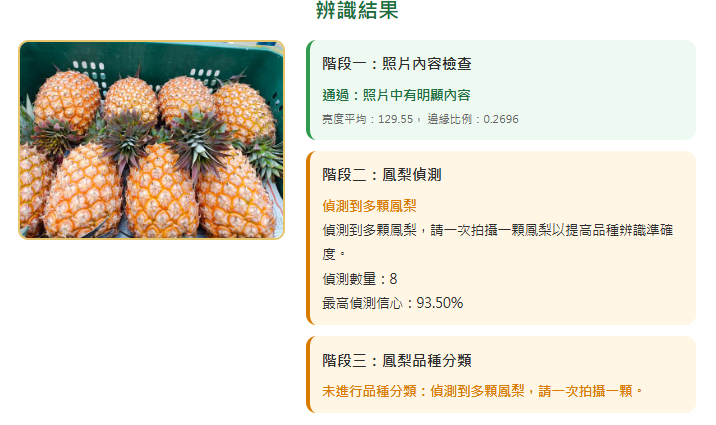 辨識結果
階段一：照片內容檢查
通過：照片中有明顯內容
亮度平均：129.55， 邊緣比例：0.2696
階段二：鳳梨偵測
偵測到多顆鳳梨
偵測到多顆鳳梨，請一次拍攝一顆鳳梨以提高品種辨識準確
度。
偵測數量：8
最高偵測信心：93.50%
階段三：鳳梨品種分類
未進行品種分類：偵測到多顆鳳梨，請一次拍攝一顆。